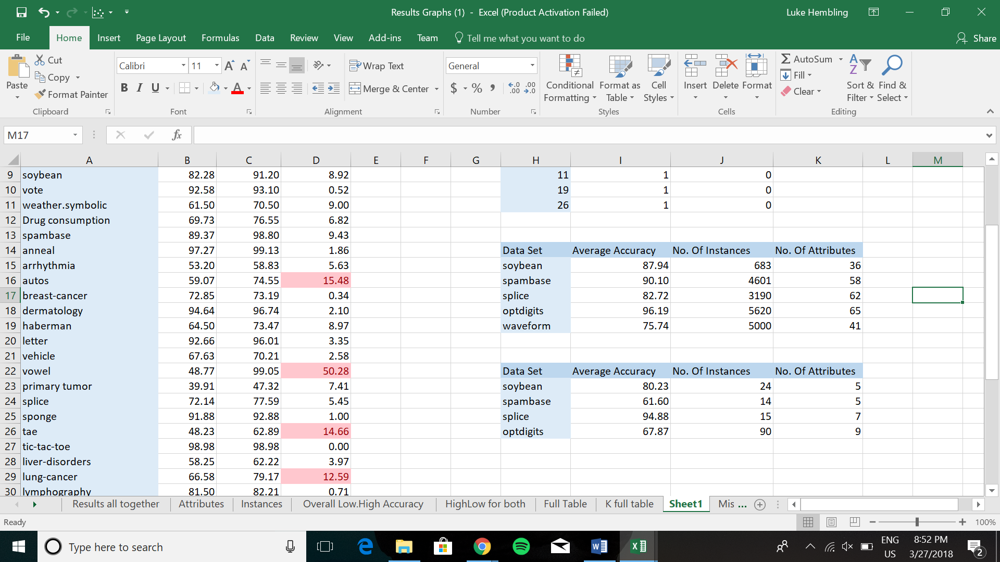 Results Graphs (1) - Excel (Product Activation Failed)
Luke Hembling
File Home Insert Page Layout Formulas Data Review View Add-ins Team Tell me what you want to do Share
Paste Cut Copy Format Painter Clipboard
Calibri 11 B I U A Font
Wrap Text Merge & Center Alignment
General $ % Number
Conditional Formatting Format as Table Cell Styles Styles
Insert Delete Format Cells
AutoSum Fill Clear Sort & Filter Find & Select Editing
M17 fx
A B C D E F G H I J K L M
9 soybean 82.28 91.20 8.92 11 1 0
10 vote 92.58 93.10 0.52 19 1 0
11 weather.symbolic 61.50 70.50 9.00 26 1 0
12 Drug consumption 69.73 76.55 6.82
13 spambase 89.37 98.80 9.43
14 anneal 97.27 99.13 1.86 Data Set Average Accuracy No. Of Instances No. Of Attributes
15 arrhythmia 53.20 58.83 5.63 soybean 87.94 683 36
16 autos 59.07 74.55 15.48 spambase 90.10 4601 58
17 breast-cancer 72.85 73.19 0.34 splice 82.72 3190 62
18 dermatology 94.64 96.74 2.10 optdigits 96.19 5620 65
19 haberman 64.50 73.47 8.97 waveform 75.74 5000 41
20 letter 92.66 96.01 3.35
21 vehicle 67.63 70.21 2.58
22 vowel 48.77 99.05 50.28 Data Set Average Accuracy No. Of Instances No. Of Attributes
23 primary tumor 39.91 47.32 7.41 soybean 80.23 24 5
24 splice 72.14 77.59 5.45 spambase 61.60 14 5
25 sponge 91.88 92.88 1.00 splice 94.88 15 7
26 tae 48.23 62.89 14.66 optdigits 67.87 90 9
27 tic-tac-toe 98.98 98.98 0.00
28 liver-disorders 58.25 62.22 3.97
29 lung-cancer 66.58 79.17 12.59
30 lymphography 81.50 82.21 0.71
Results all together Attributes Instances Overall Low.High Accuracy HighLow for both Full Table K full table Sheet1 Mis ...
Ready 100%
Type here to search ENG US 8:52 PM 3/27/2018 2